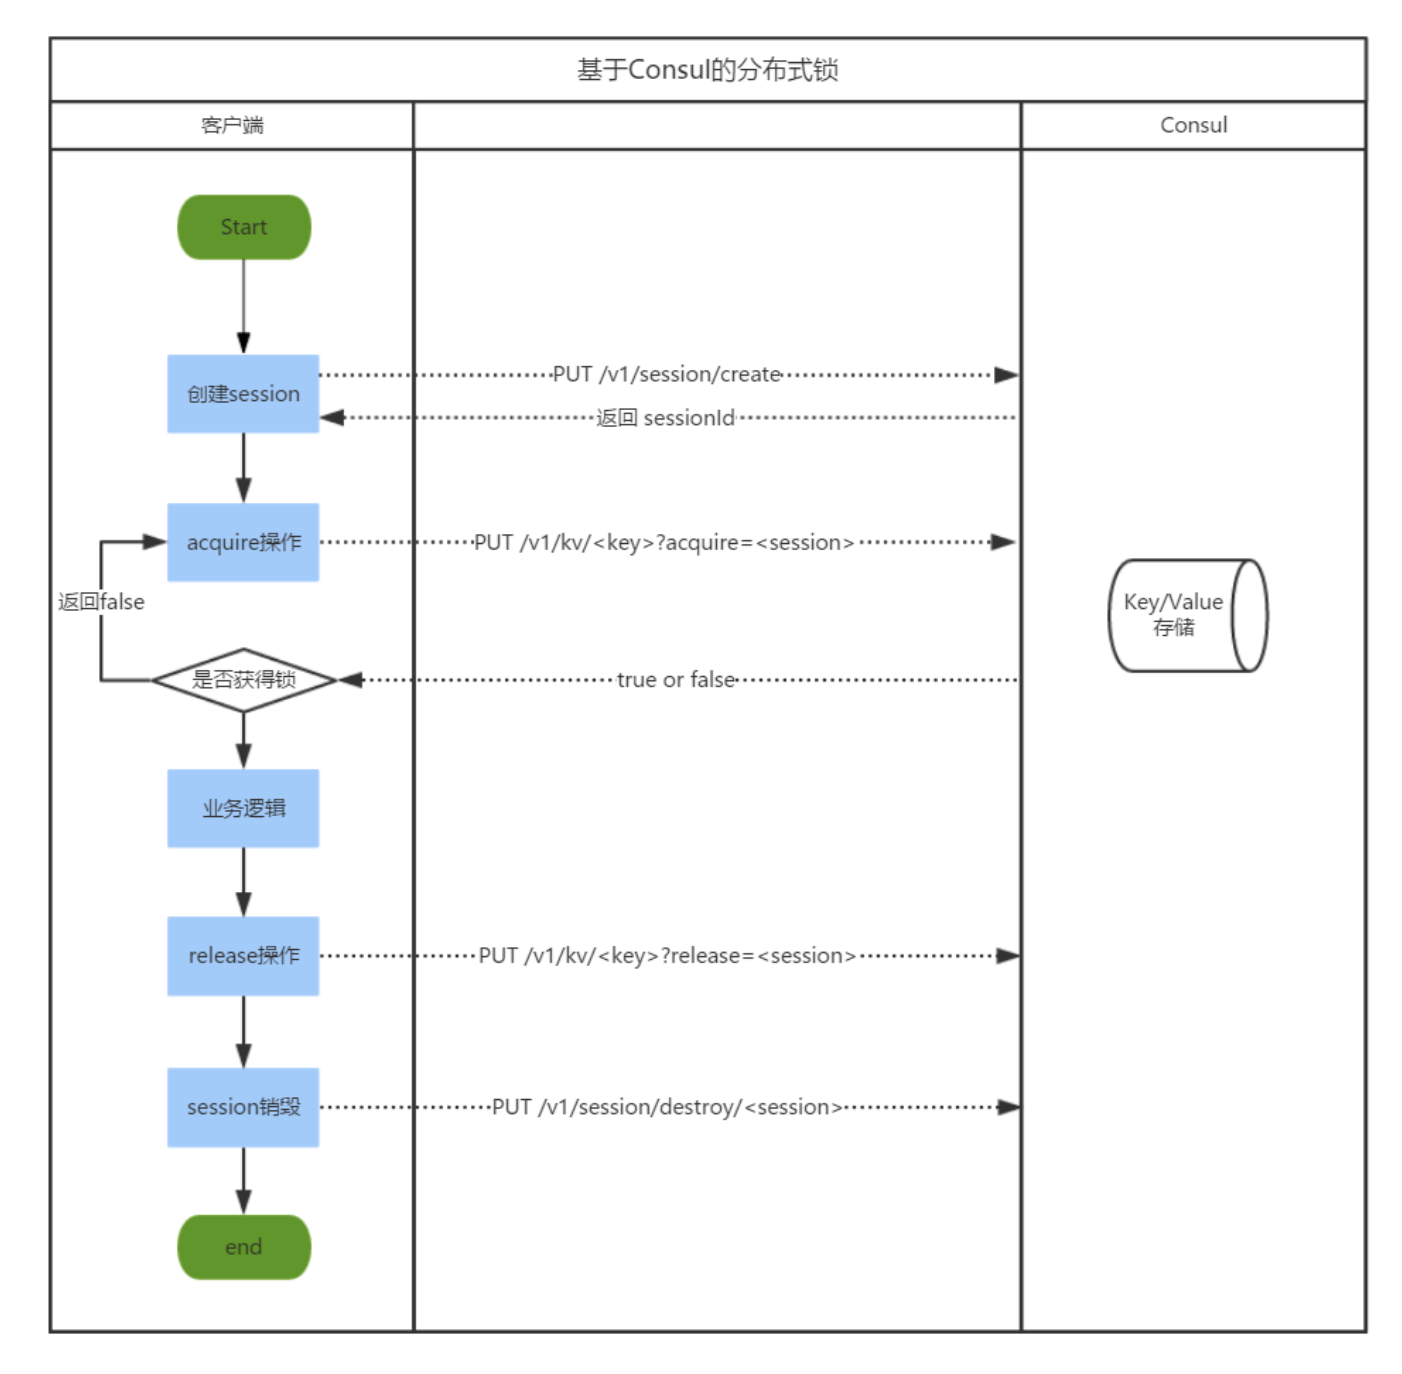 基于Consul的分布式锁
客户端
Consul
Start
创建session
PUT /v1/session/create
返回 sessionId
acquire操作
PUT /v1/kv/<key>?acquire=<session>
返回false
Key/Value
存储
是否获得锁
true or false
业务逻辑
release操作
PUT /v1/kv/<key>?release=<session>
session销毁
PUT /v1/session/destroy/<session>
end